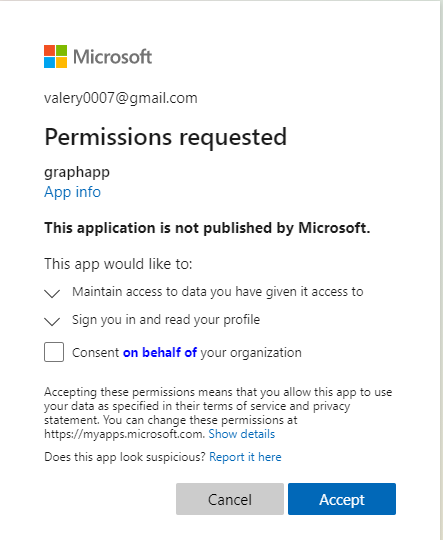 Microsoft
valery0007@gmail.com
Permissions requested
graphapp
App info
This application is not published by Microsoft.
This app would like to:
Maintain access to data you have given it access to
Sign you in and read your profile
Consent on behalf of your organization
Accepting these permissions means that you allow this app to use
your data as specified in their terms of service and privacy
statement. You can change these permissions at
https://myapps.microsoft.com. Show details
Does this app look suspicious? Report it here
Cancel Accept